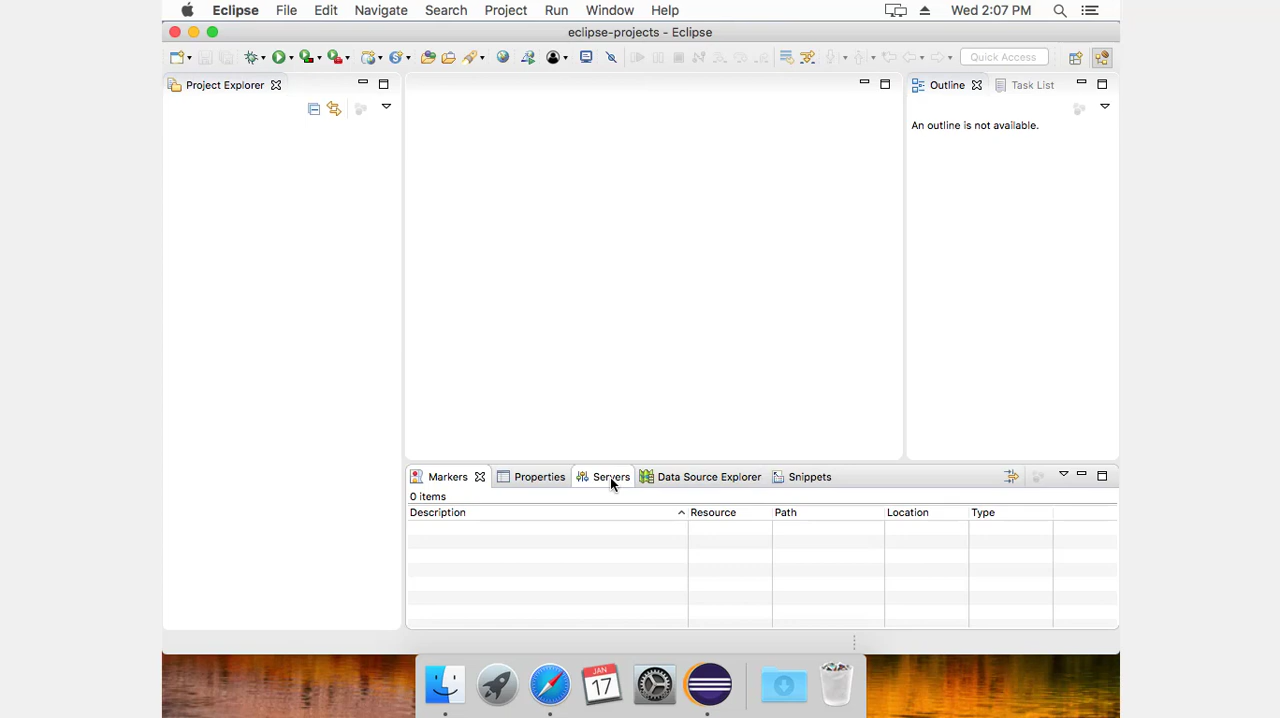 Eclipse File Edit Navigate Search Project Run Window Help Wed 2:07 PM
eclipse-projects - Eclipse
Quick Access
Project Explorer
Outline Task List
An outline is not available.
Markers Properties Servers Data Source Explorer Snippets
0 items
Description Resource Path Location Type
JAN
17